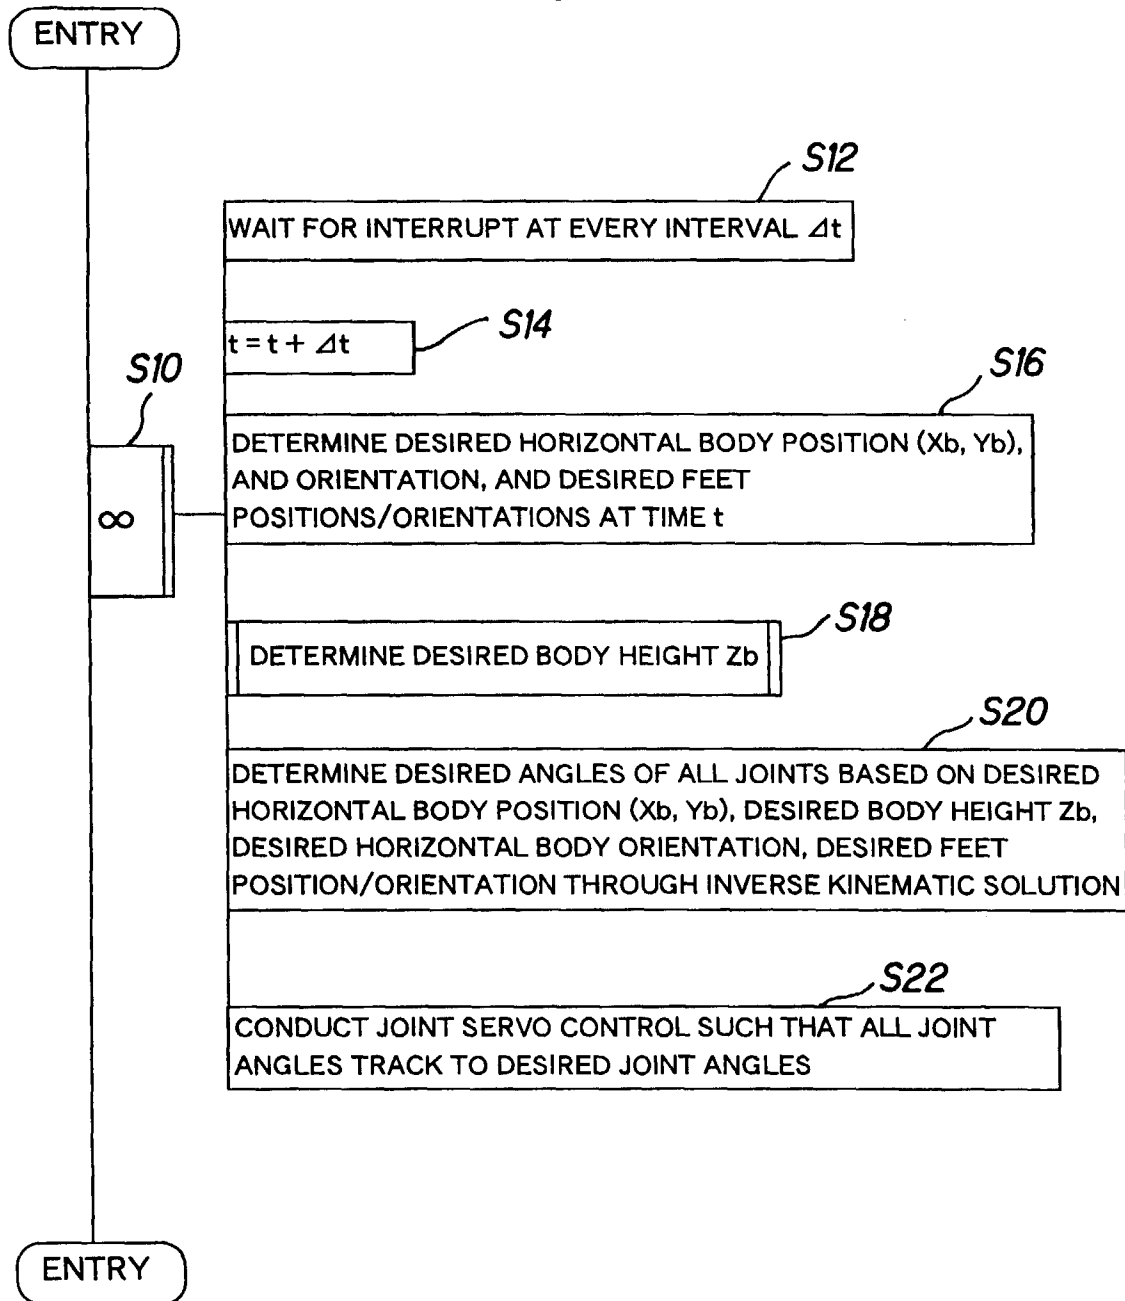 ENTRY
S12
WAIT FOR INTERRUPT AT EVERY INTERVAL ⊿t
S14
t = t + ⊿t
S10
∞
S16
DETERMINE DESIRED HORIZONTAL BODY POSITION (Xb, Yb),
AND ORIENTATION, AND DESIRED FEET
POSITIONS/ORIENTATIONS AT TIME t
S18
DETERMINE DESIRED BODY HEIGHT Zb
S20
DETERMINE DESIRED ANGLES OF ALL JOINTS BASED ON DESIRED
HORIZONTAL BODY POSITION (Xb, Yb), DESIRED BODY HEIGHT Zb,
DESIRED HORIZONTAL BODY ORIENTATION, DESIRED FEET
POSITION/ORIENTATION THROUGH INVERSE KINEMATIC SOLUTION
S22
CONDUCT JOINT SERVO CONTROL SUCH THAT ALL JOINT
ANGLES TRACK TO DESIRED JOINT ANGLES
ENTRY